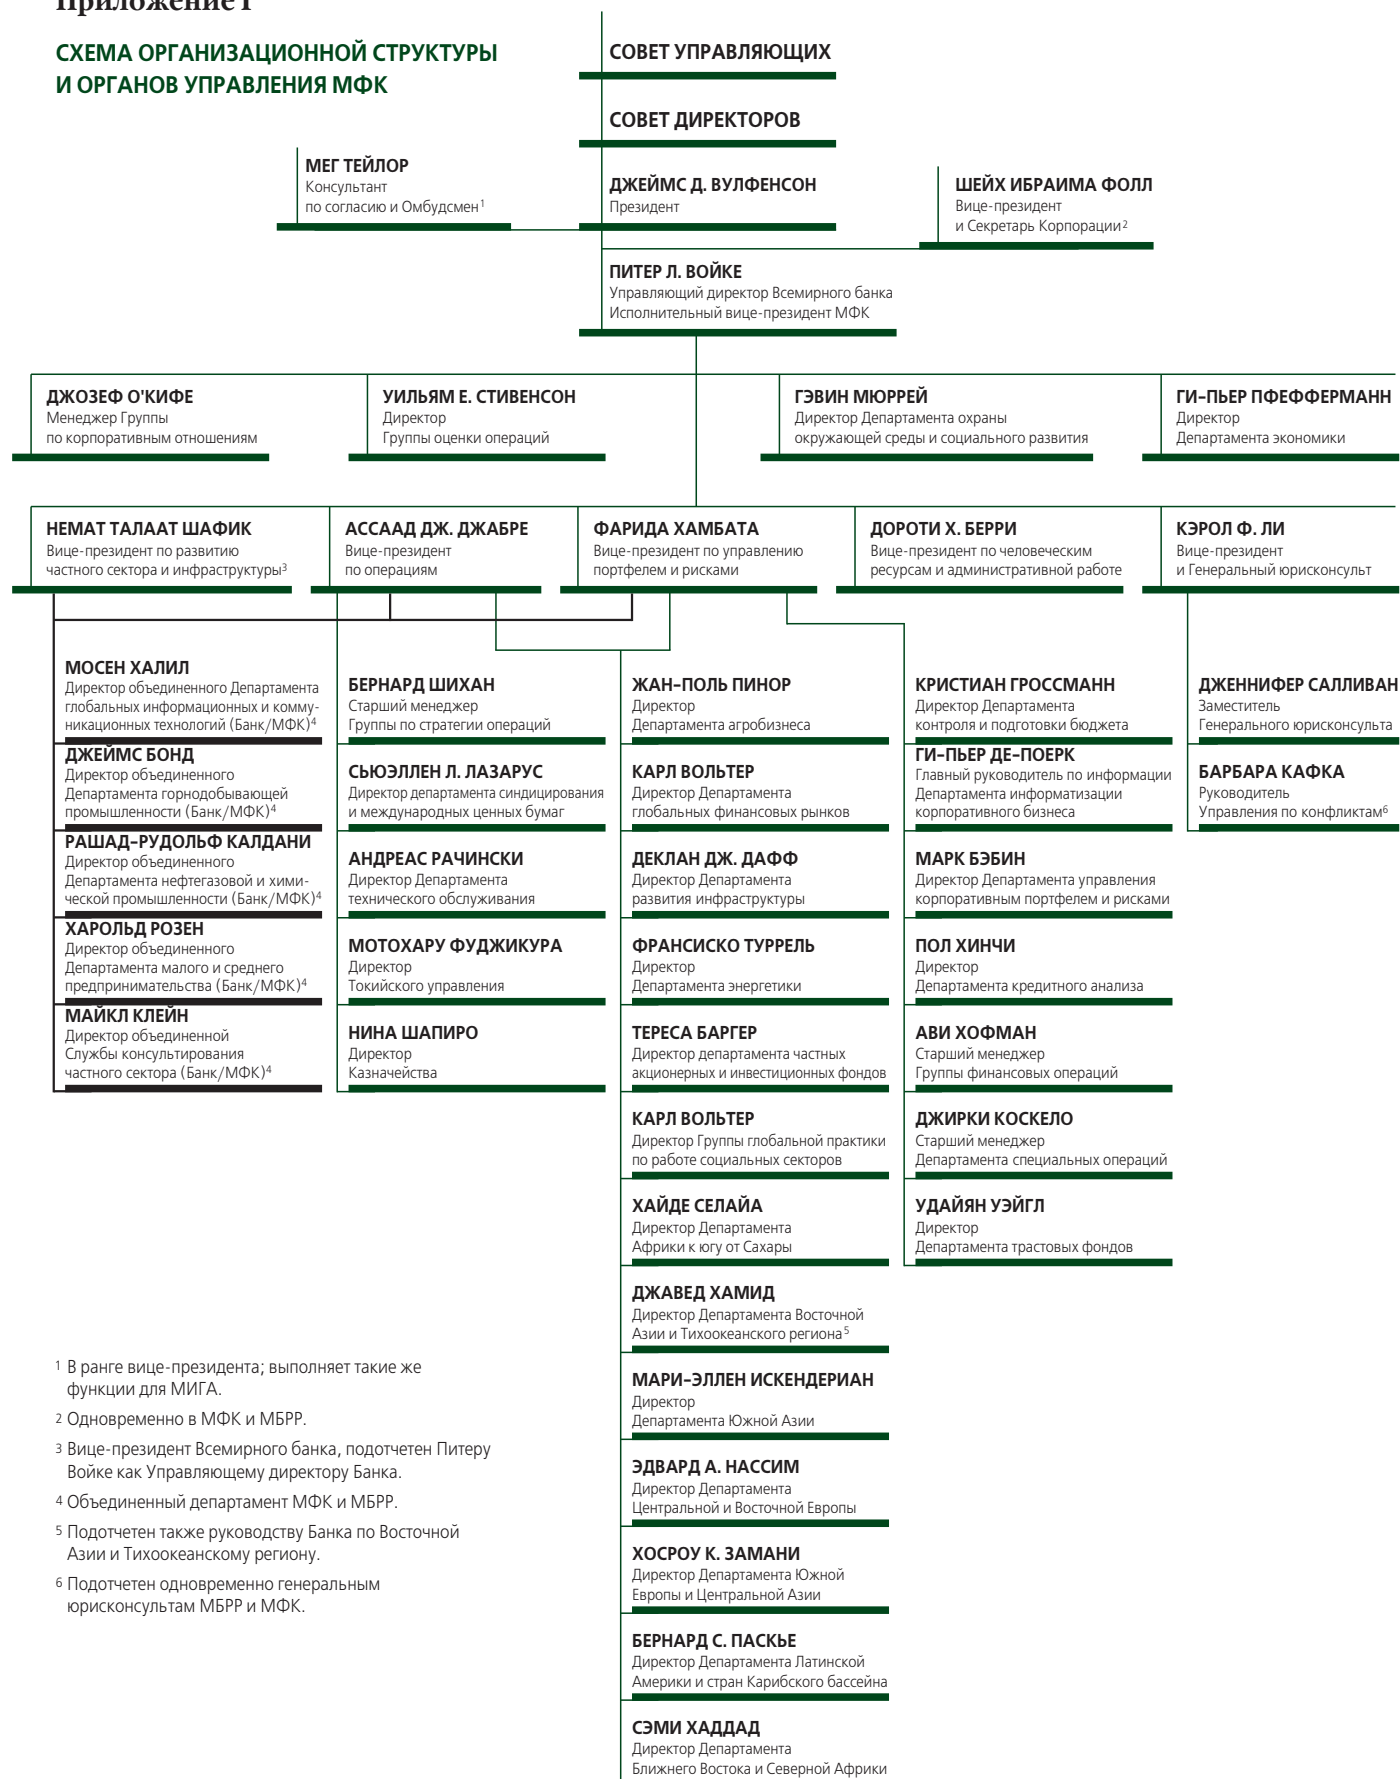 Приложение I
СХЕМА ОРГАНИЗАЦИОННОЙ СТРУКТУРЫ
И ОРГАНОВ УПРАВЛЕНИЯ МФК
СОВЕТ УПРАВЛЯЮЩИХ
СОВЕТ ДИРЕКТОРОВ
МЕГ ТЕЙЛОР
Консультант
по согласию и Омбудсмен¹
ДЖЕЙМС Д. ВУЛФЕНСОН
Президент
ШЕЙХ ИБРАИМА ФОЛЛ
Вице-президент
и Секретарь Корпорации²
ПИТЕР Л. ВОЙКЕ
Управляющий директор Всемирного банка
Исполнительный вице-президент МФК
ДЖОЗЕФ О'КИФЕ
Менеджер Группы
по корпоративным отношениям
УИЛЬЯМ Е. СТИВЕНСОН
Директор
Группы оценки операций
ГЭВИН МЮРРЕЙ
Директор Департамента охраны
окружающей среды и социального развития
ГИ-ПЬЕР ПФЕФФЕРМАНН
Директор
Департамента экономики
НЕМАТ ТАЛААТ ШАФИК
Вице-президент по развитию
частного сектора и инфраструктуры³
АССААД ДЖ. ДЖАБРЕ
Вице-президент
по операциям
ФАРИДА ХАМБАТА
Вице-президент по управлению
портфелем и рисками
ДОРОТИ Х. БЕРРИ
Вице-президент по человеческим
ресурсам и административной работе
КЭРОЛ Ф. ЛИ
Вице-президент
и Генеральный юрисконсульт
МОСЕН ХАЛИЛ
Директор объединенного Департамента
глобальных информационных и комму-
никационных технологий (Банк/МФК)⁴
ДЖЕЙМС БОНД
Директор объединенного
Департамента горнодобывающей
промышленности (Банк/МФК)⁴
РАШАД-РУДОЛЬФ КАЛДАНИ
Директор объединенного
Департамента нефтегазовой и хими-
ческой промышленности (Банк/МФК)⁴
ХАРОЛЬД РОЗЕН
Директор объединенного
Департамента малого и среднего
предпринимательства (Банк/МФК)⁴
МАЙКЛ КЛЕЙН
Директор объединенной
Службы консультирования
частного сектора (Банк/МФК)⁴
БЕРНАРД ШИХАН
Старший менеджер
Группы по стратегии операций
СЬЮЭЛЛЕН Л. ЛАЗАРУС
Директор департамента синдицирования
и международных ценных бумаг
АНДРЕАС РАЧИНСКИ
Директор Департамента
технического обслуживания
МОТОХАРУ ФУДЖИКУРА
Директор
Токийского управления
НИНА ШАПИРО
Директор
Казначейства
ЖАН-ПОЛЬ ПИНОР
Директор
Департамента агробизнеса
КАРЛ ВОЛЬТЕР
Директор Департамента
глобальных финансовых рынков
ДЕКЛАН ДЖ. ДАФФ
Директор Департамента
развития инфраструктуры
ФРАНСИСКО ТУРРЕЛЬ
Директор
Департамента энергетики
ТЕРЕСА БАРГЕР
Директор департамента частных
акционерных и инвестиционных фондов
КАРЛ ВОЛЬТЕР
Директор Группы глобальной практики
по работе социальных секторов
ХАЙДЕ СЕЛАЙА
Директор Департамента
Африки к югу от Сахары
ДЖАВЕД ХАМИД
Директор Департамента Восточной
Азии и Тихоокеанского региона⁵
МАРИ-ЭЛЛЕН ИСКЕНДЕРИАН
Директор
Департамента Южной Азии
ЭДВАРД А. НАССИМ
Директор Департамента
Центральной и Восточной Европы
ХОСРОУ К. ЗАМАНИ
Директор Департамента Южной
Европы и Центральной Азии
БЕРНАРД С. ПАСКЬЕ
Директор Департамента Латинской
Америки и стран Карибского бассейна
СЭМИ ХАДДАД
Директор Департамента
Ближнего Востока и Северной Африки
КРИСТИАН ГРОССМАНН
Директор Департамента
контроля и подготовки бюджета
ГИ-ПЬЕР ДЕ-ПОЕРК
Главный руководитель по информации
Департамента информатизации
корпоративного бизнеса
МАРК БЭБИН
Директор Департамента управления
корпоративным портфелем и рисками
ПОЛ ХИНЧИ
Директор
Департамента кредитного анализа
АВИ ХОФМАН
Старший менеджер
Группы финансовых операций
ДЖИРКИ КОСКЕЛО
Старший менеджер
Департамента специальных операций
УДАЙЯН УЭЙГЛ
Директор
Департамента трастовых фондов
ДЖЕННИФЕР САЛЛИВАН
Заместитель
Генерального юрисконсульта
БАРБАРА КАФКА
Руководитель
Управления по конфликтам⁶
¹ В ранге вице-президента; выполняет такие же
функции для МИГА.
² Одновременно в МФК и МБРР.
³ Вице-президент Всемирного банка, подотчетен Питеру
Войке как Управляющему директору Банка.
⁴ Объединенный департамент МФК и МБРР.
⁵ Подотчетен также руководству Банка по Восточной
Азии и Тихоокеанскому региону.
⁶ Подотчетен одновременно генеральным
юрисконсультам МБРР и МФК.